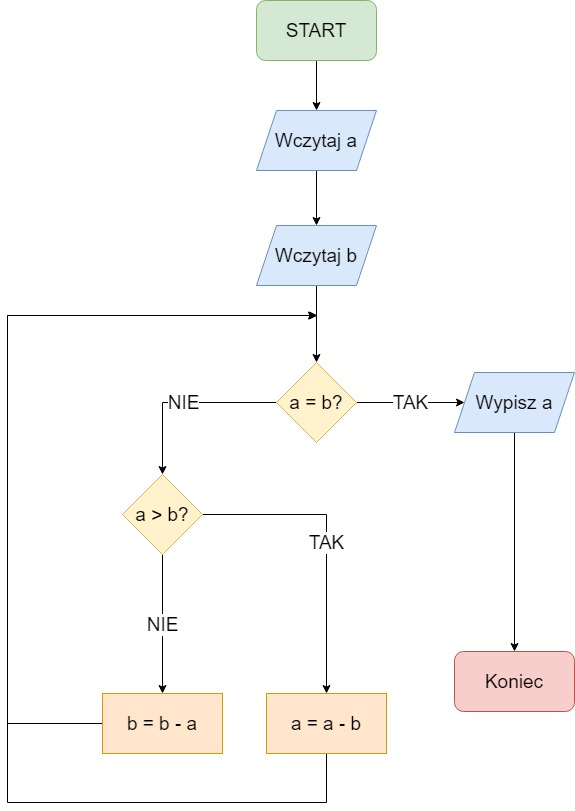 START
Wczytaj a
Wczytaj b
a = b?
NIE
TAK
Wypisz a
a > b?
TAK
NIE
Koniec
b = b - a
a = a - b